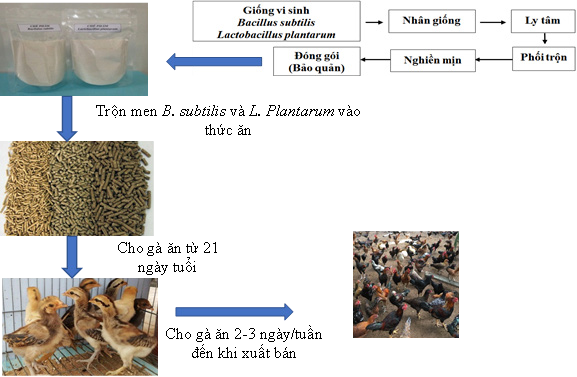 Giống vi sinh
Bacillus subtilis
Lactobacillus plantarum
Nhân giống
Ly tâm
Phối trộn
Nghiền mịn
Đóng gói
(Bảo quản)
Trộn men B. subtilis và L. Plantarum vào
thức ăn
Cho gà ăn từ 21
ngày tuổi
Cho gà ăn 2-3 ngày/tuần
đến khi xuất bán